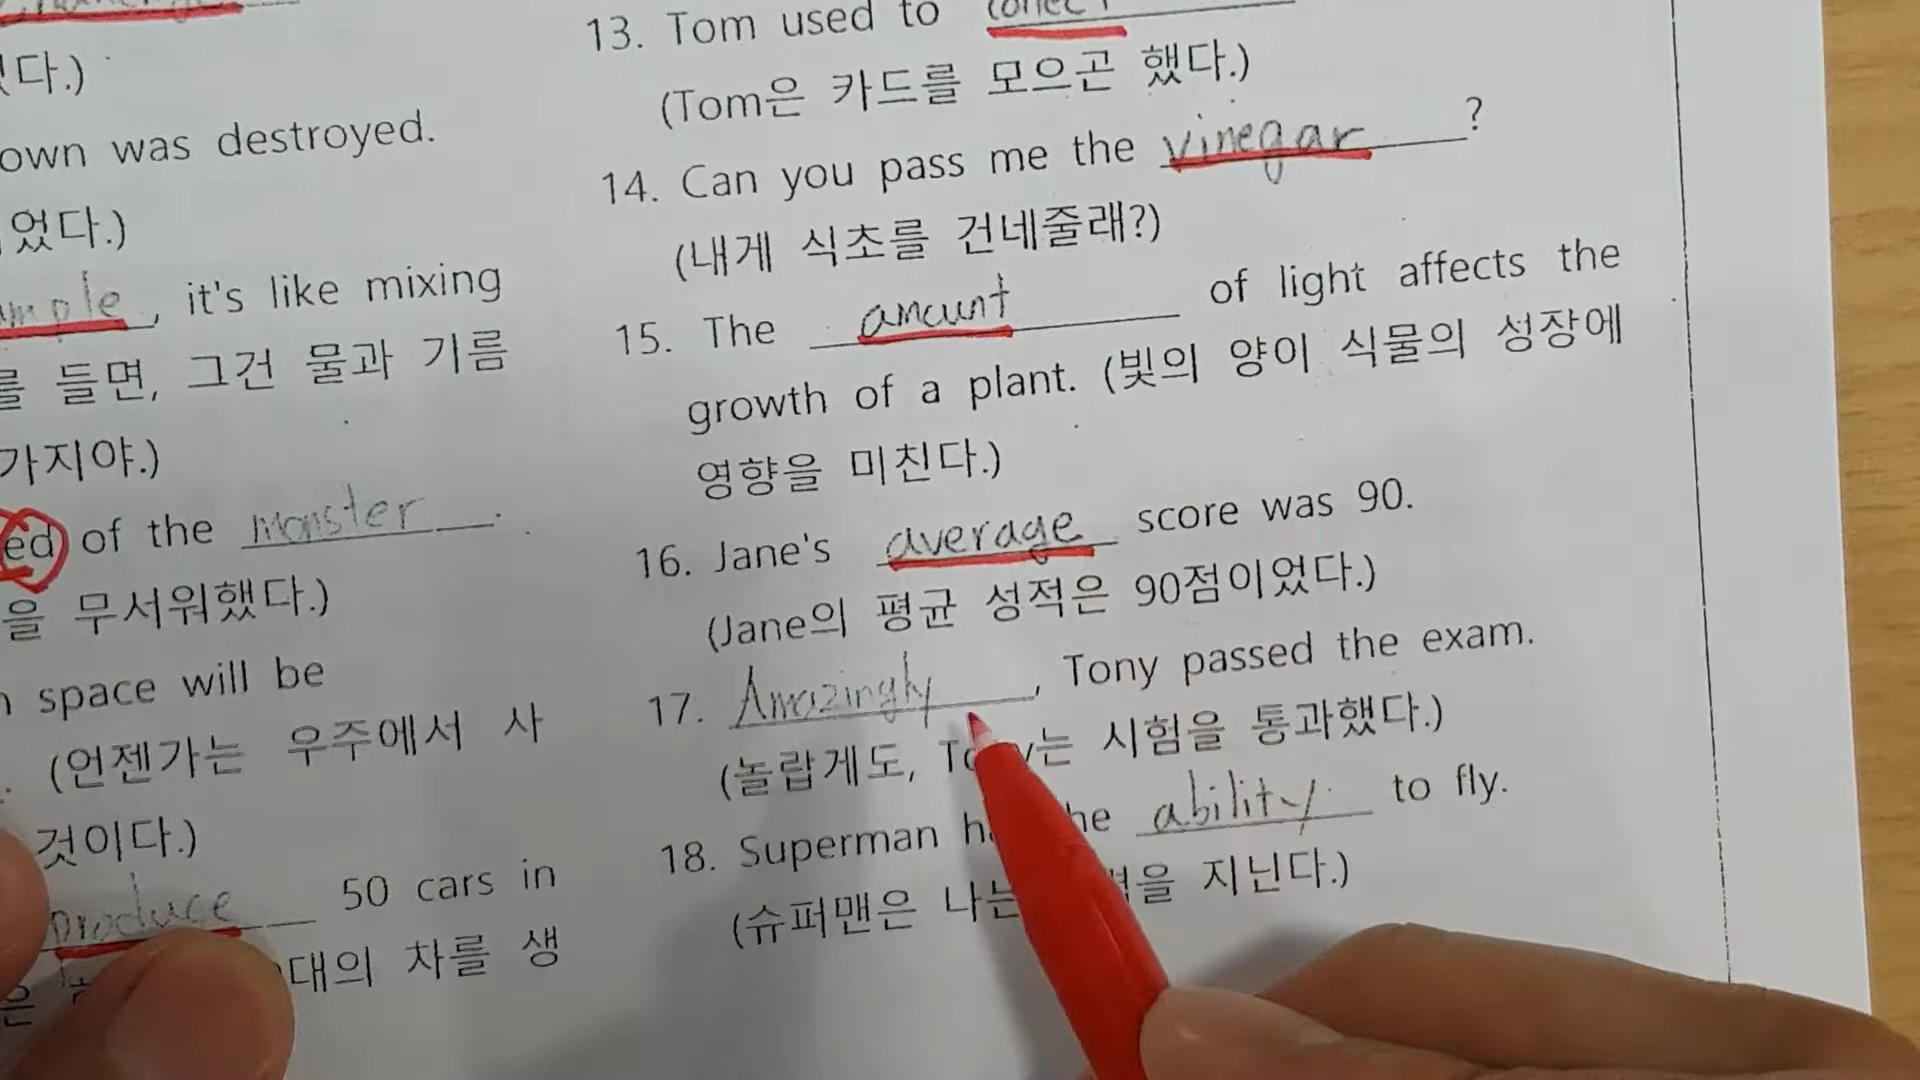 다.)
own was destroyed.
었다.)
, it's like mixing
를 들면, 그건 물과 기름
가지야.)
ed of the monster.
을 무서워했다.)
space will be
(언젠가는 우주에서 사
것이다.)
produce 50 cars in
대의 차를 생
은
13. Tom used to
(Tom은 카드를 모으곤 했다.)
14. Can you pass me the vinegar?
(내게 식초를 건네줄래?)
15. The amount of light affects the
growth of a plant. (빛의 양이 식물의 성장에
영향을 미친다.)
16. Jane's average score was 90.
(Jane의 평균 성적은 90점이었다.)
17. Amazingly, Tony passed the exam.
(놀랍게도, 시험을 통과했다.)
18. Superman ability to fly.
(슈퍼맨은 지닌다.)